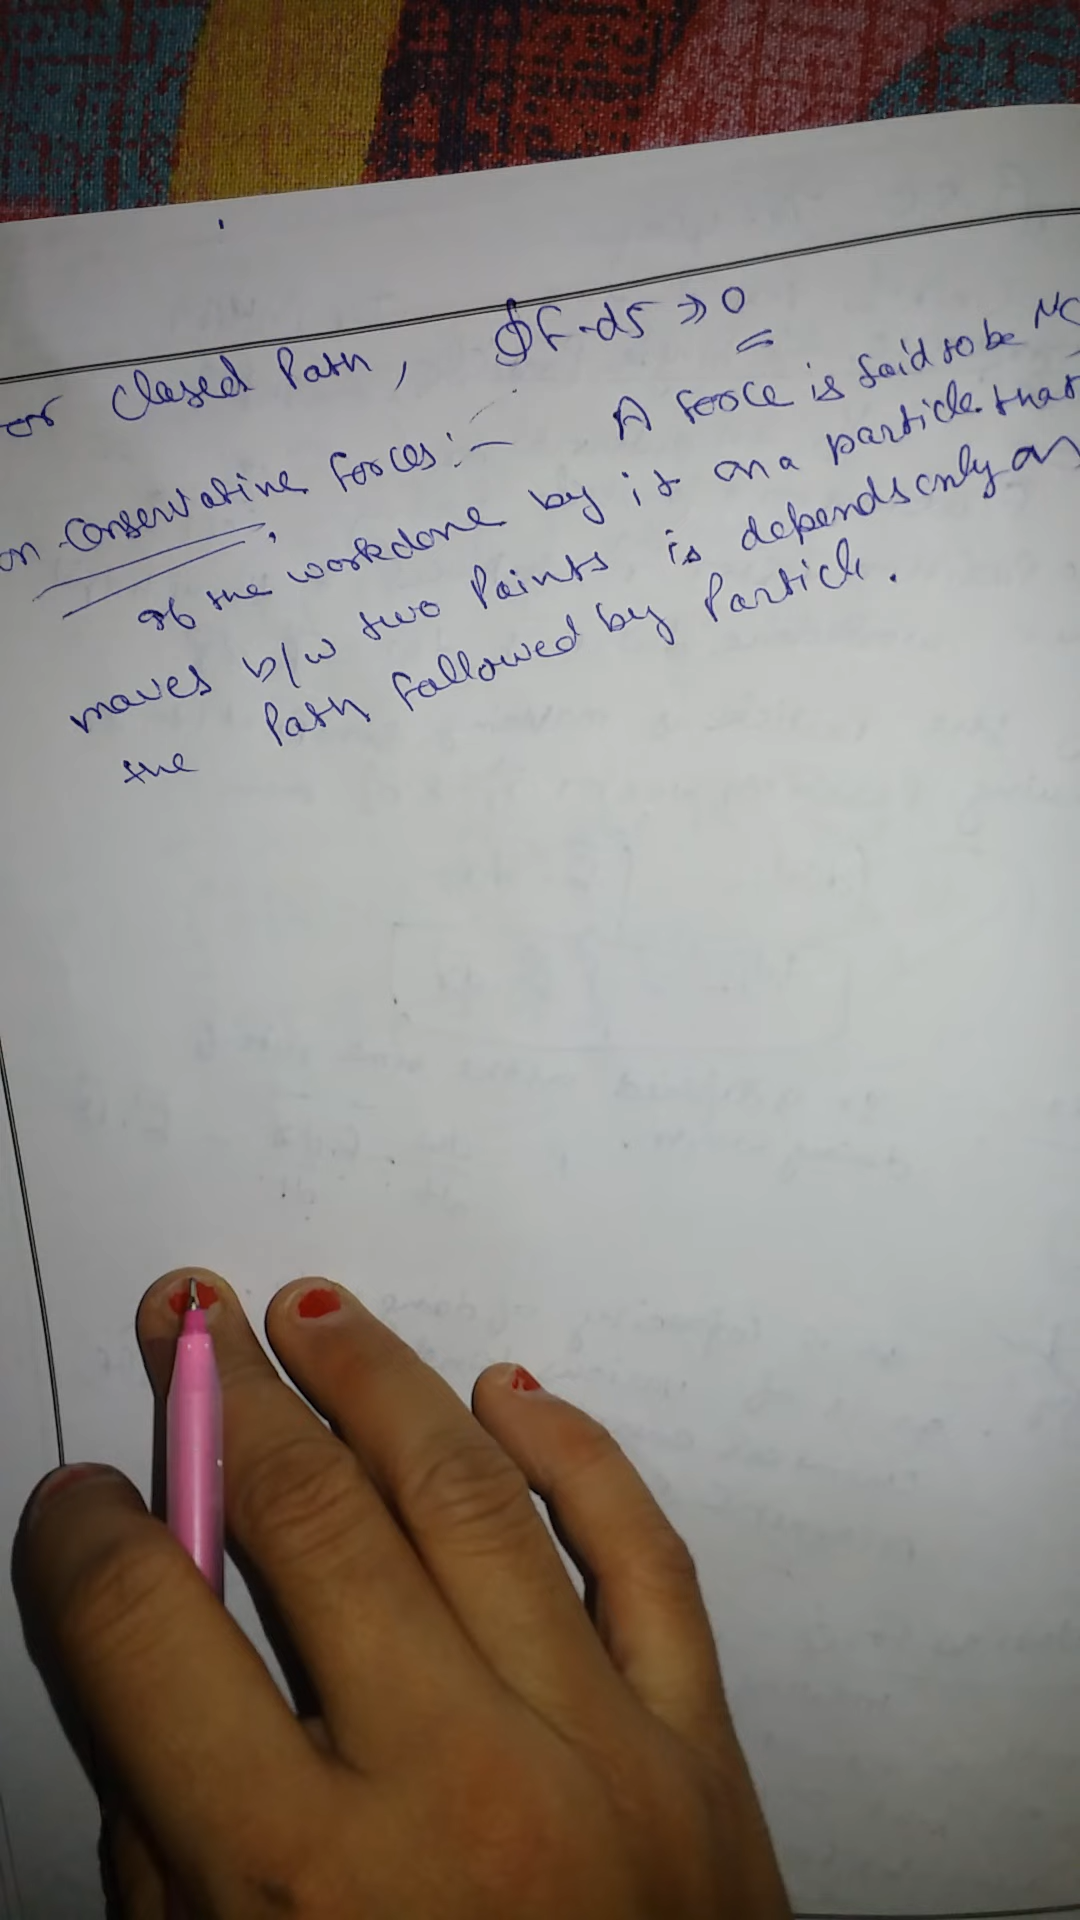 or closed Path, ∮F.ds => 0
on-Conservative Forces :- A force is said to be NC
If the workdone by it on a particle that
moves b/w two Points is depends only on
the Path followed by Particle.